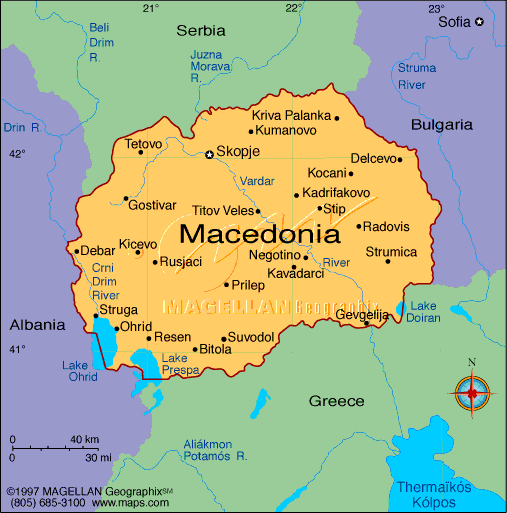 21°
22°
23°
Sofia
Serbia
Beli
Drim
R.
Juzna
Morava
R.
Struma
River
Kriva Palanka
Kumanovo
Bulgaria
Drin R.
Tetovo
Skopje
42°
Delcevo
Kocani
Vardar
Kadrifakovo
Gostivar
Titov Veles
Stip
Radovis
Macedonia
Debar
Kicevo
Negotino
Strumica
Rusjaci
River
Kavadarci
Crni
Drim
River
Prilep
MAGELLAN Geographix
Struga
Lake
Doiran
Gevgelija
Albania
Ohrid
Resen
Suvodol
Bitola
41°
Lake
Ohrid
Lake
Prespa
N
Greece
0
40 km
0
30 mi
Aliákmon
Potamós R.
Thermaïkós
Kólpos
©1997 MAGELLAN Geographix℠
(805) 685-3100 www.maps.com